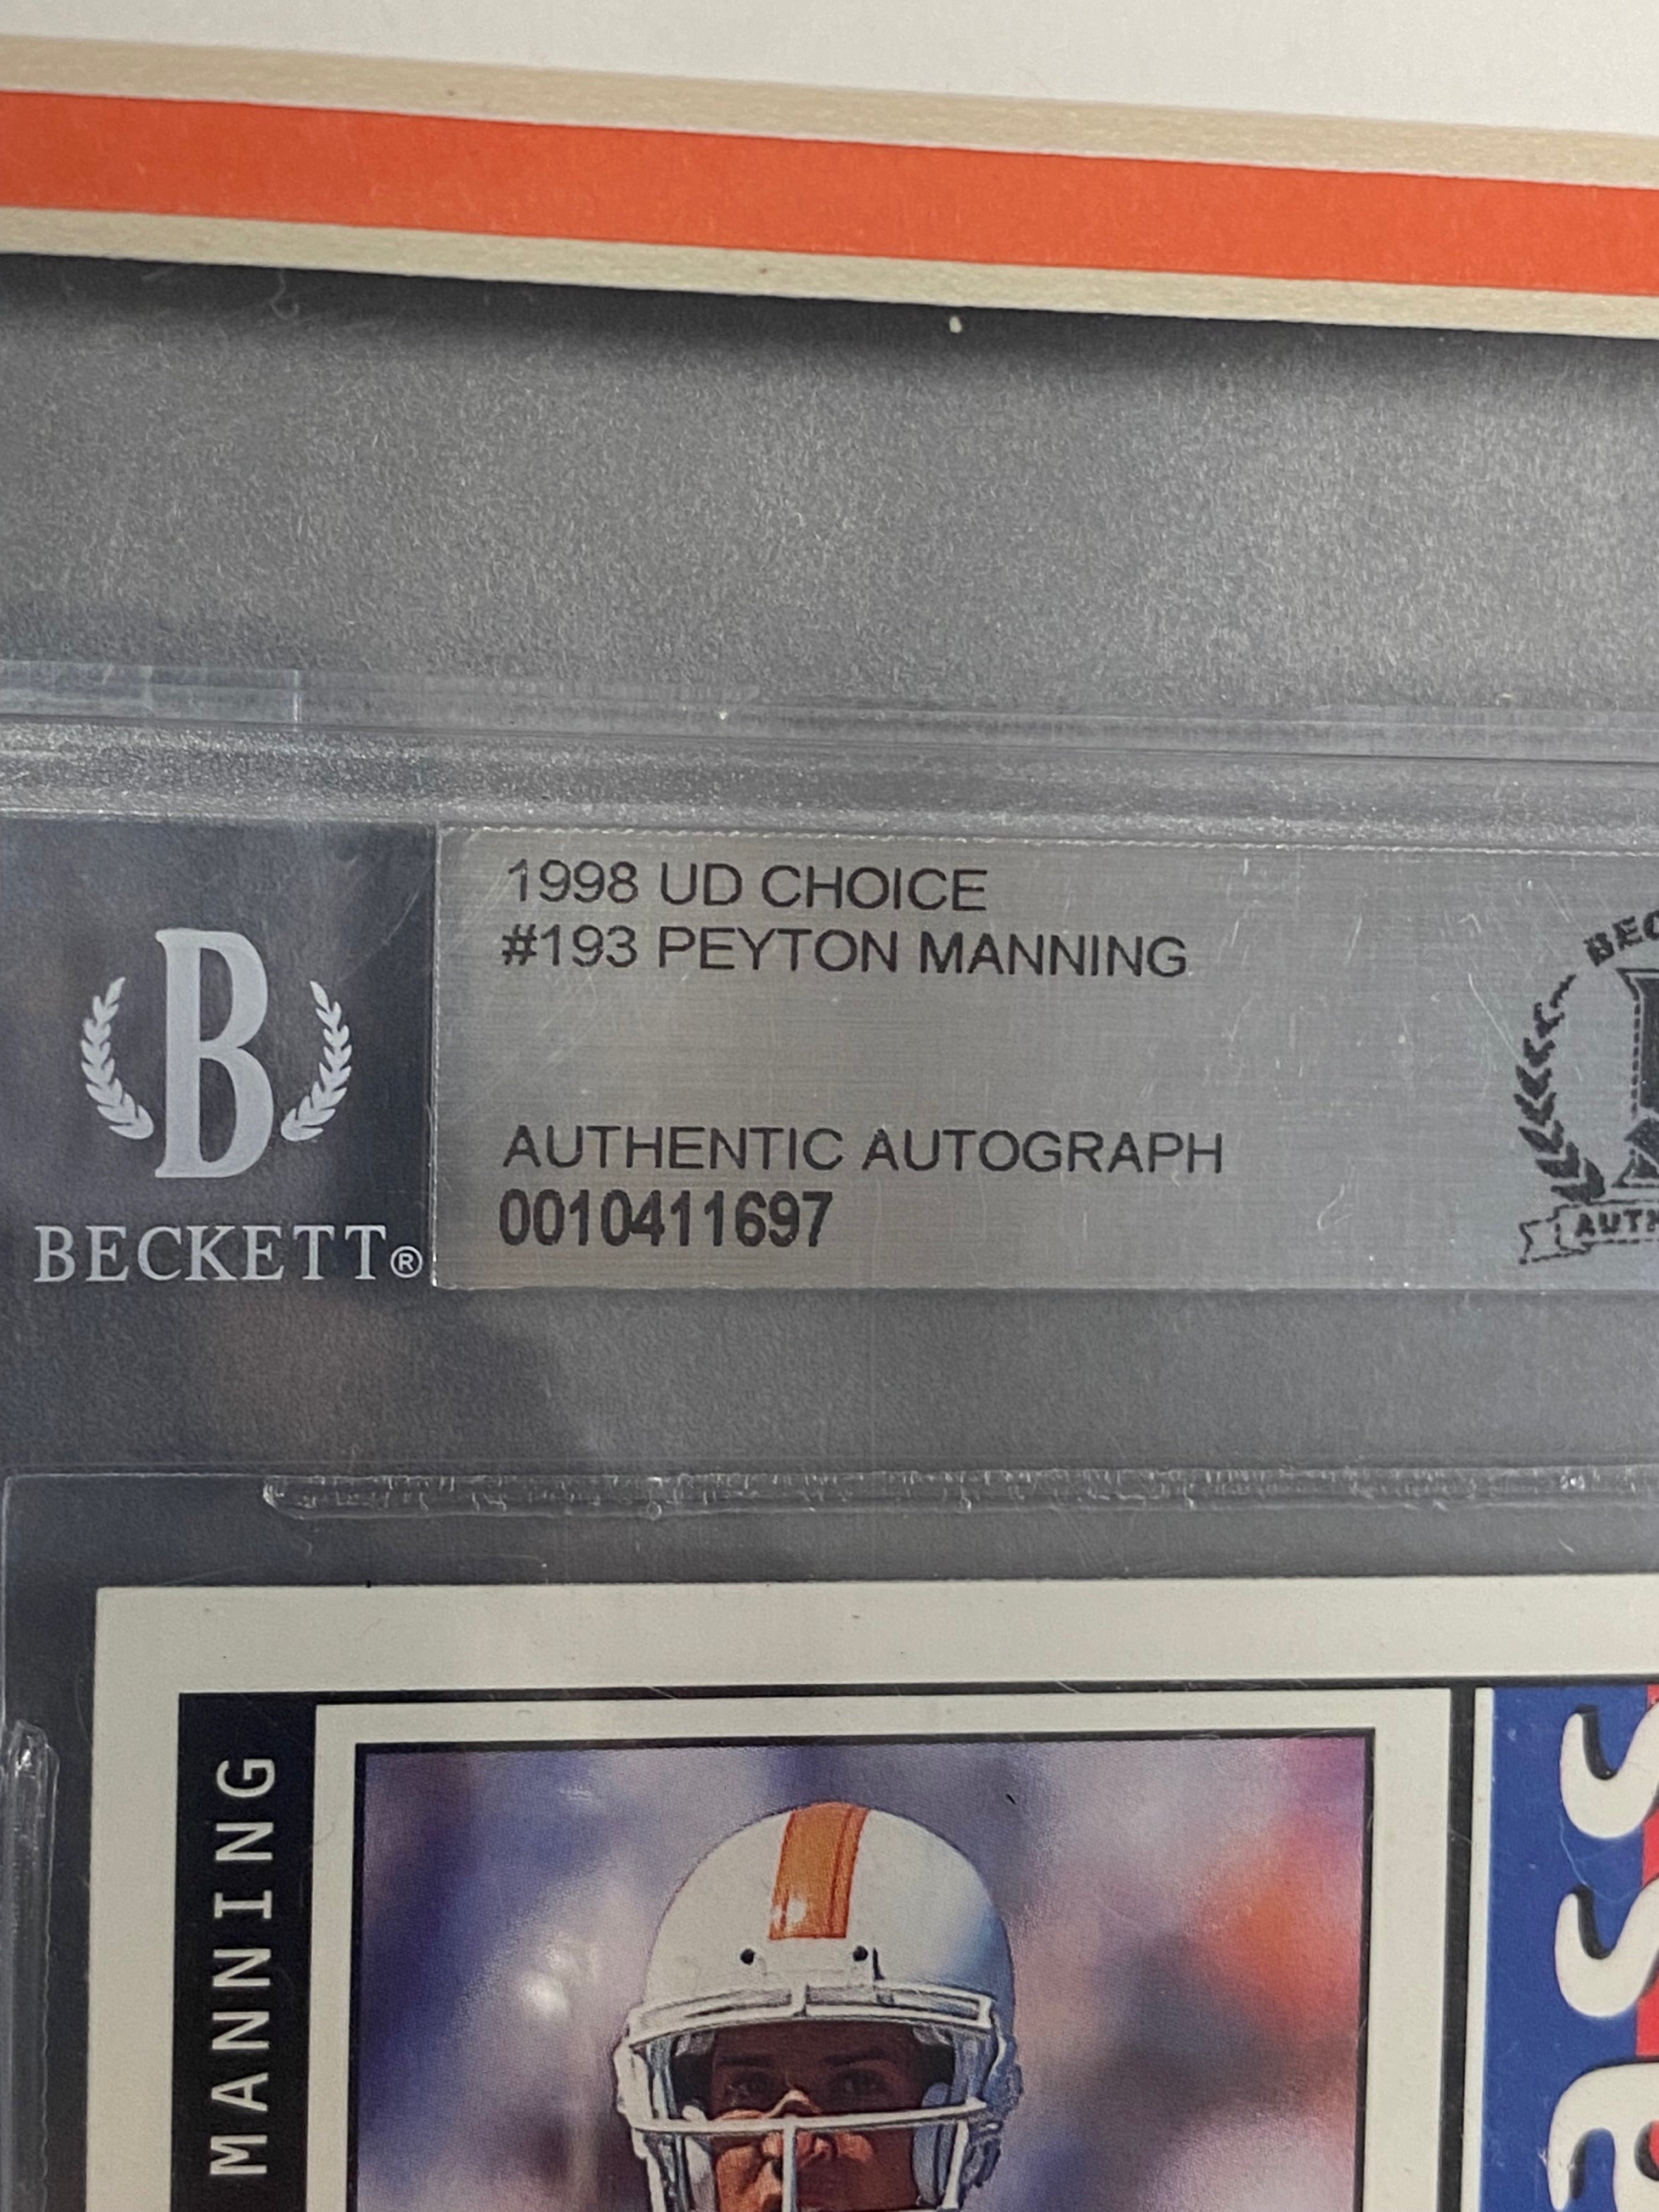 1998 UD CHOICE
#193 PEYTON MANNING
AUTHENTIC AUTOGRAPH
0010411697
B
BECKETT®
MANNING